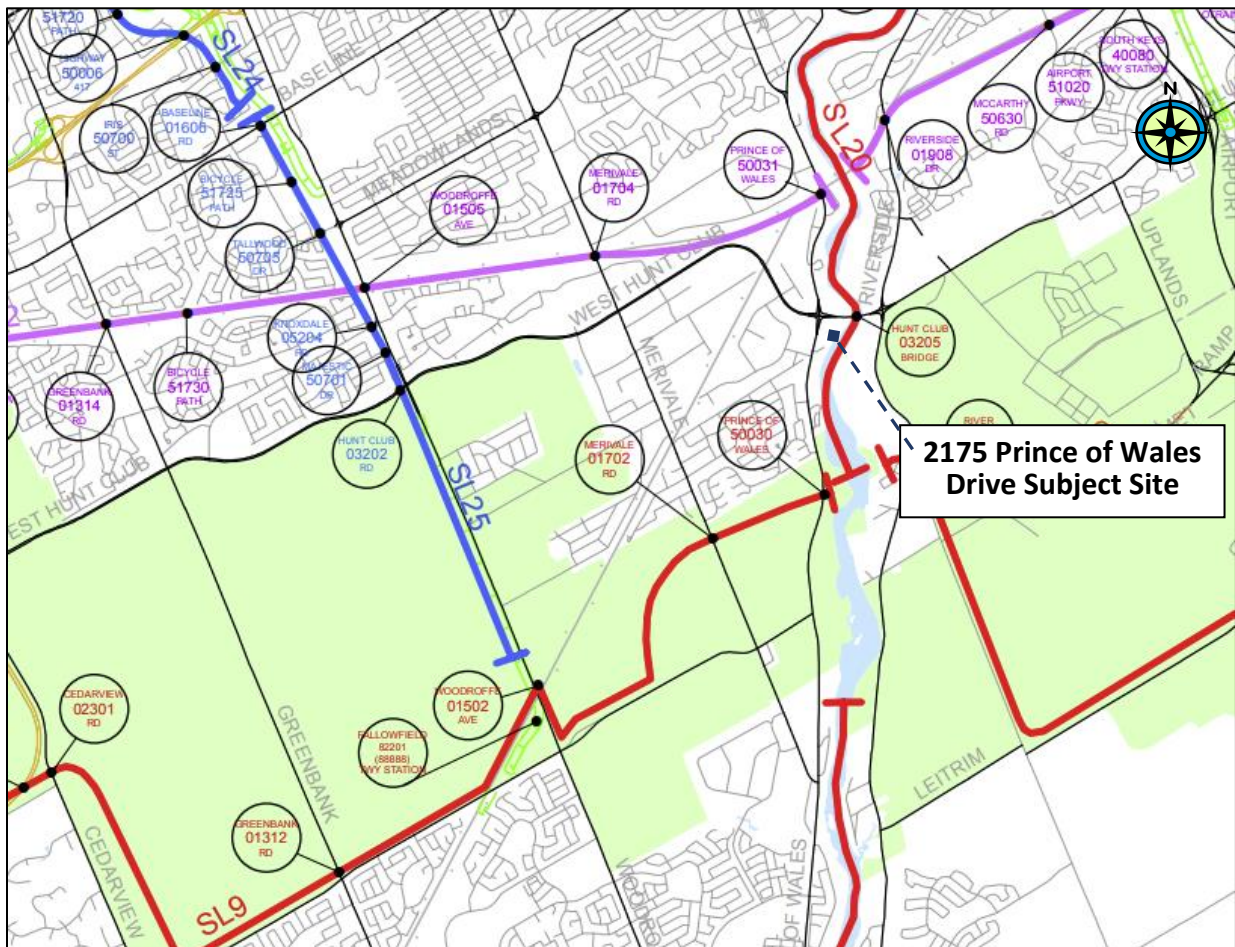 51720
PATH
HIGHWAY
50006
417
SL24
BASELINE
IRIS
50700
ST
BASELINE
01606
RD
BICYCLE
51725
PATH
TALLWOOD
50705
DR
MEADOWLANDS
WOODROFFE
01505
AVE
MERIVALE
01704
RD
PRINCE OF
50031
WALES
SL20
RIVERSIDE
RIVERSIDE
01908
DR
MCCARTHY
50630
RD
AIRPORT
51020
PKWY
SOUTH KEYS
40080
TWY STATION
N
AIRPORT
UPLANDS
RAMP
WEST HUNT CLUB
MERIVALE
KNOXDALE
05204
RD
MAJESTIC
50701
DR
GREENBANK
01314
RD
BICYCLE
51730
PATH
HUNT CLUB
03202
RD
EST HUNT CLUB
HUNT CLUB
03205
BRIDGE
RIVER
2175 Prince of Wales
Drive Subject Site
SL25
MERIVALE
01702
RD
PRINCE OF
50030
WALES
CEDARVIEW
02301
RD
GREENBANK
WOODROFFE
01502
AVE
FALLOWFIELD
82201
(88888)
TWY STATION
GREENBANK
01312
RD
CEDARVIEW
SL9
WOODRO
OF WALES
LEITRIM